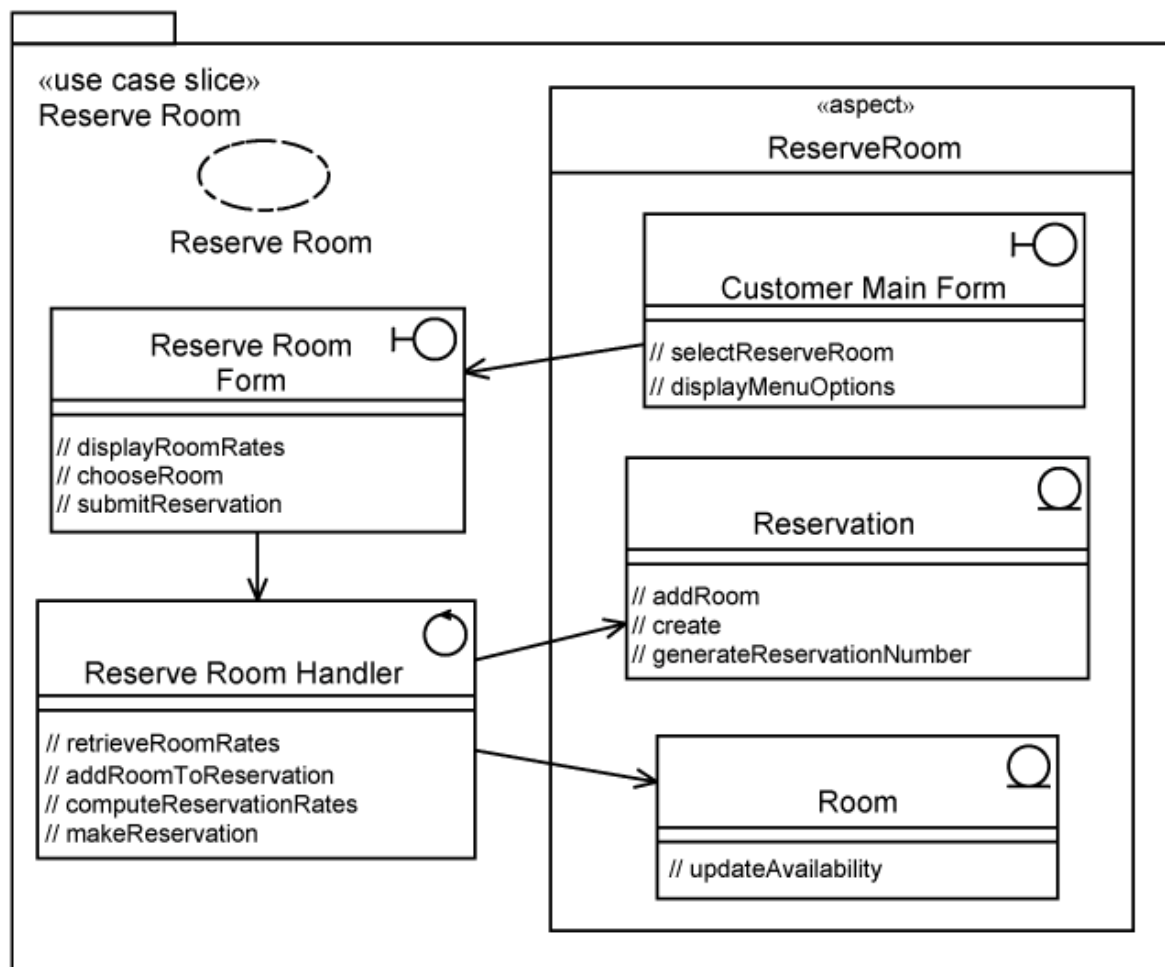 «use case slice»
Reserve Room
Reserve Room
Reserve Room
Form
// displayRoomRates
// chooseRoom
// submitReservation
Reserve Room Handler
// retrieveRoomRates
// addRoomToReservation
// computeReservationRates
// makeReservation
«aspect»
ReserveRoom
Customer Main Form
// selectReserveRoom
// displayMenuOptions
Reservation
// addRoom
// create
// generateReservationNumber
Room
// updateAvailability